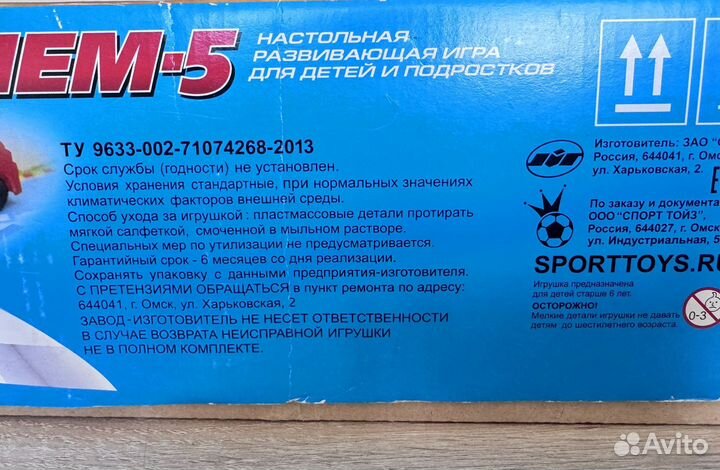 НАСТОЛЬНАЯ
РАЗВИВАЮЩАЯ ИГРА
ДЛЯ ДЕТЕЙ И ПОДРОСТКОВ
ТУ 9633-002-71074268-2013
Срок службы (годности) не установлен.
Условия хранения стандартные, при нормальных значениях
климатических факторов внешней среды.
Способ ухода за игрушкой : пластмассовые детали протирать
мягкой салфеткой, смоченной в мыльном растворе.
Специальных мер по утилизации не предусматривается.
Гарантийный срок - 6 месяцев со дня реализации.
Сохранять упаковку с данными предприятия-изготовителя.
С ПРЕТЕНЗИЯМИ ОБРАЩАТЬСЯ в пункт ремонта по адресу:
644041, г. Омск, ул. Харьковская, 2
ЗАВОД-ИЗГОТОВИТЕЛЬ НЕ НЕСЕТ ОТВЕТСТВЕННОСТИ
В СЛУЧАЕ ВОЗВРАТА НЕИСПРАВНОЙ ИГРУШКИ
НЕ В ПОЛНОМ КОМПЛЕКТЕ.
Изготовитель: ЗАО
Россия, 644041, г. Омс
ул. Харьковская, 2.
По заказу и документа
ООО "СПОРТ ТОЙЗ".
Россия, 644027, г. Омск
ул. Индустриальная, 5
SPORTTOYS.RU
Игрушка предназначена
для детей старше 6 лет.
ОСТОРОЖНО!
Мелкие детали игрушки не давать
детям до шестилетнего возраста.
0-3
Avito